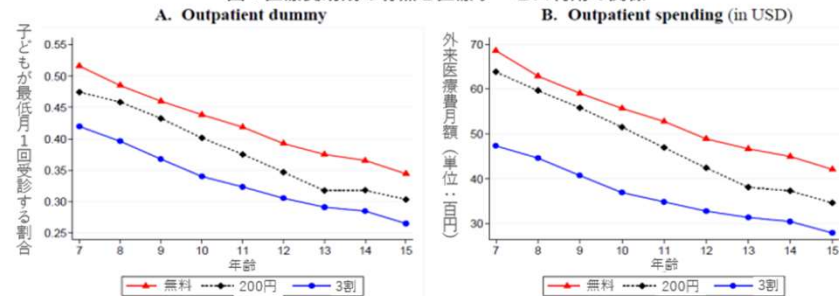 A. Outpatient dummy
B. Outpatient spending (in USD)
子どもが最低月1回受診する割合
0.55
0.50
0.45
0.40
0.35
0.30
0.25
7 8 9 10 11 12 13 14 15
年齢
無料 200円 3割
外来医療費月額（単位：百円）
70
60
50
40
30
7 8 9 10 11 12 13 14 15
年齢
無料 200円 3割